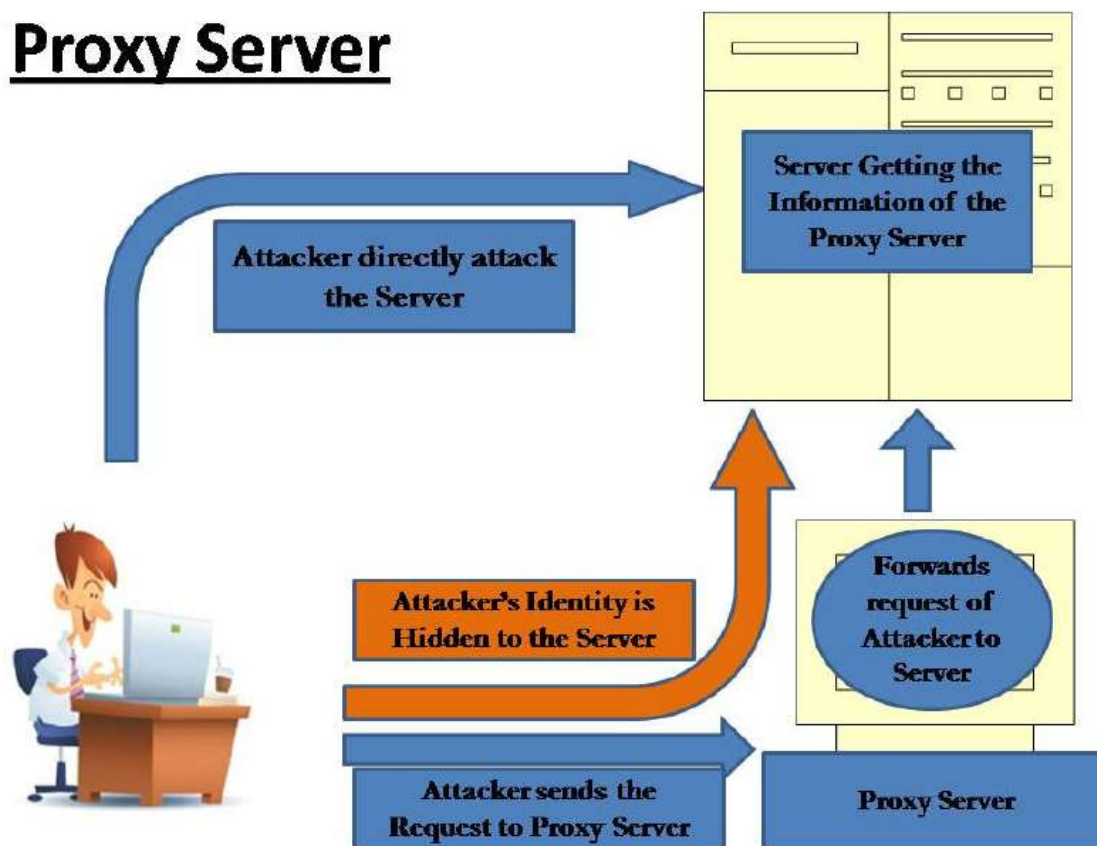 Proxy Server
Server Getting the
Information of the
Proxy Server
Attacker directly attack
the Server
Attacker's Identity is
Hidden to the Server
Forwards
request of
Attacker to
Server
Attacker sends the
Request to Proxy Server
Proxy Server